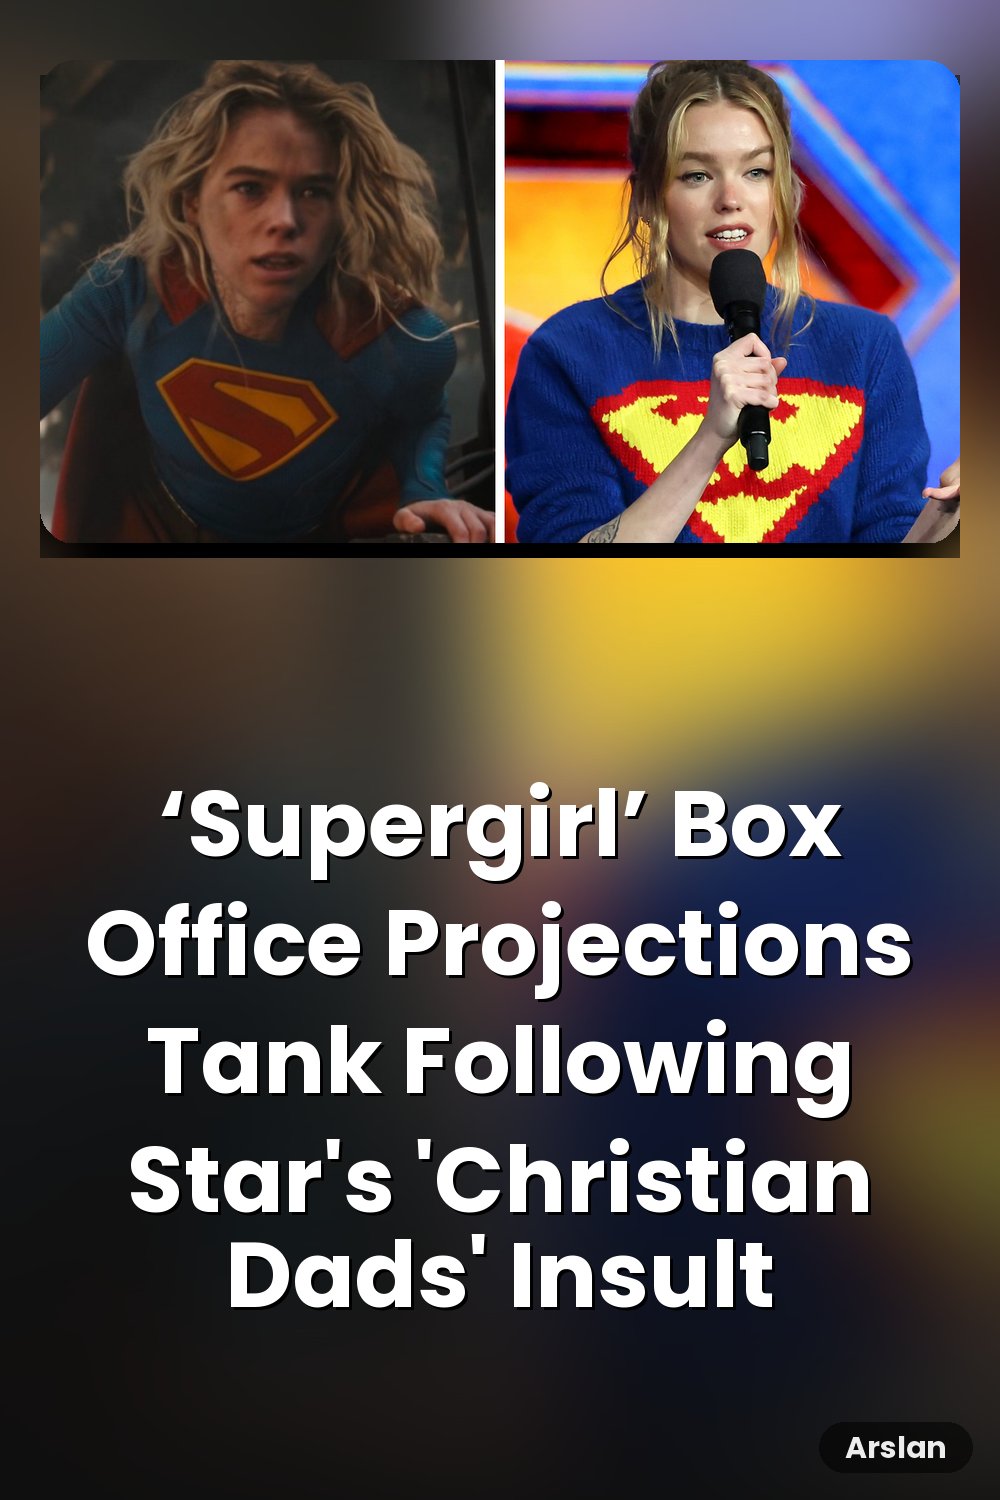 ‘Supergirl’ Box
Office Projections
Tank Following
Star's 'Christian
Dads' Insult
Arslan